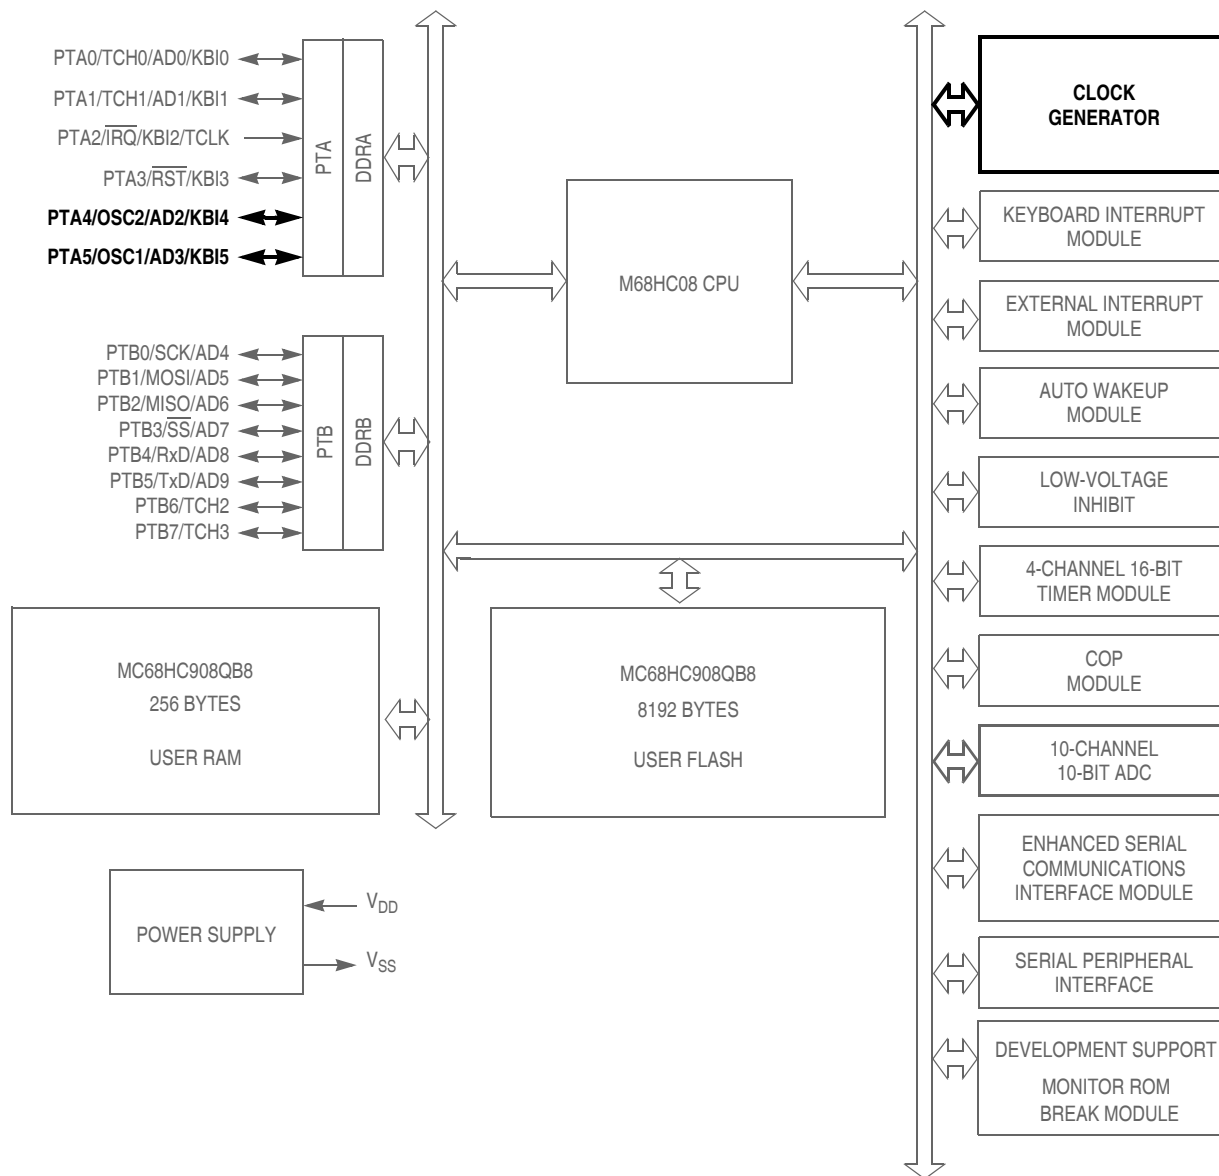 PTA0/TCH0/AD0/KBI0
PTA1/TCH1/AD1/KBI1
PTA2/IRQ/KBI2/TCLK
PTA3/RST/KBI3
PTA4/OSC2/AD2/KBI4
PTA5/OSC1/AD3/KBI5
PTA
DDRA
PTB0/SCK/AD4
PTB1/MOSI/AD5
PTB2/MISO/AD6
PTB3/SS/AD7
PTB4/RxD/AD8
PTB5/TxD/AD9
PTB6/TCH2
PTB7/TCH3
PTB
DDRB
M68HC08 CPU
MC68HC908QB8
256 BYTES
USER RAM
MC68HC908QB8
8192 BYTES
USER FLASH
POWER SUPPLY
VDD
VSS
CLOCK
GENERATOR
KEYBOARD INTERRUPT
MODULE
EXTERNAL INTERRUPT
MODULE
AUTO WAKEUP
MODULE
LOW-VOLTAGE
INHIBIT
4-CHANNEL 16-BIT
TIMER MODULE
COP
MODULE
10-CHANNEL
10-BIT ADC
ENHANCED SERIAL
COMMUNICATIONS
INTERFACE MODULE
SERIAL PERIPHERAL
INTERFACE
DEVELOPMENT SUPPORT
MONITOR ROM
BREAK MODULE